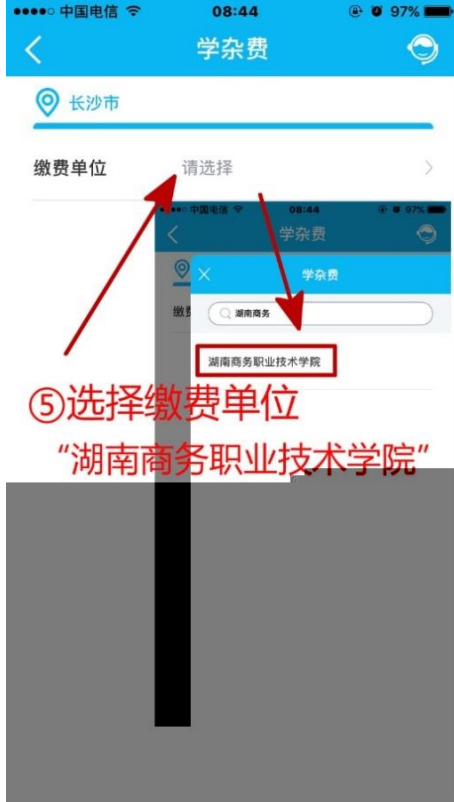 中国电信 08:44 97%
学杂费
长沙市
缴费单位 请选择
中国电信 08:44 97%
学杂费
学杂费
缴费
湖南商务
湖南商务职业技术学院
⑤选择缴费单位
“湖南商务职业技术学院”